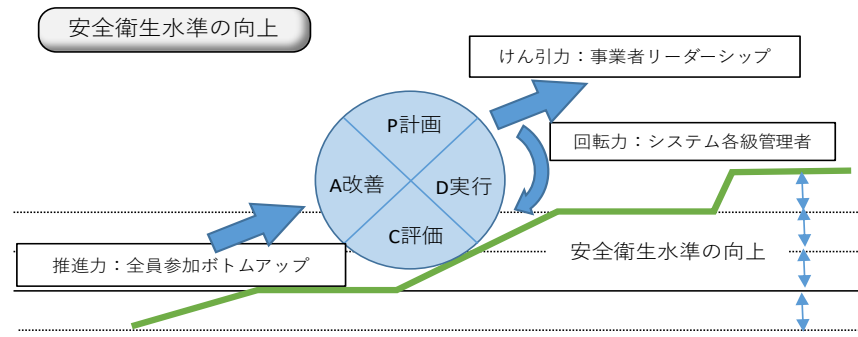 安全衛生水準の向上
けん引力：事業者リーダーシップ
P計画
回転力：システム各級管理者
A改善
D実行
C評価
推進力：全員参加ボトムアップ
安全衛生水準の向上